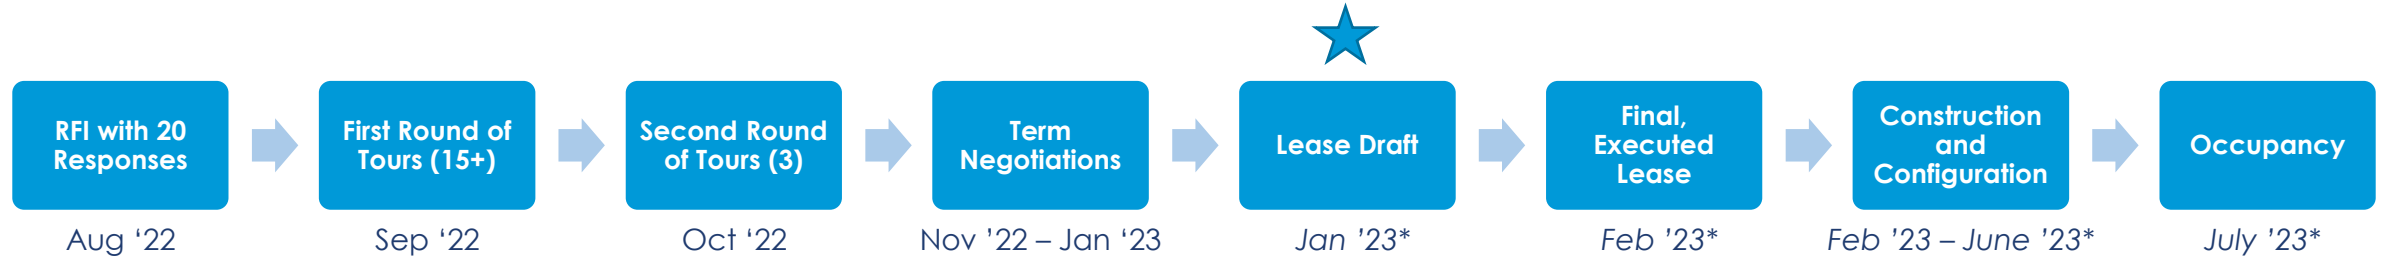 RFI with 20
Responses
Aug ‘22
First Round of
Tours (15+)
Sep ‘22
Second Round
of Tours (3)
Oct ‘22
Term
Negotiations
Nov ’22 – Jan ‘23
Lease Draft
Jan ’23*
Final,
Executed
Lease
Feb ’23*
Construction
and
Configuration
Feb ’23 – June ’23*
Occupancy
July ’23*